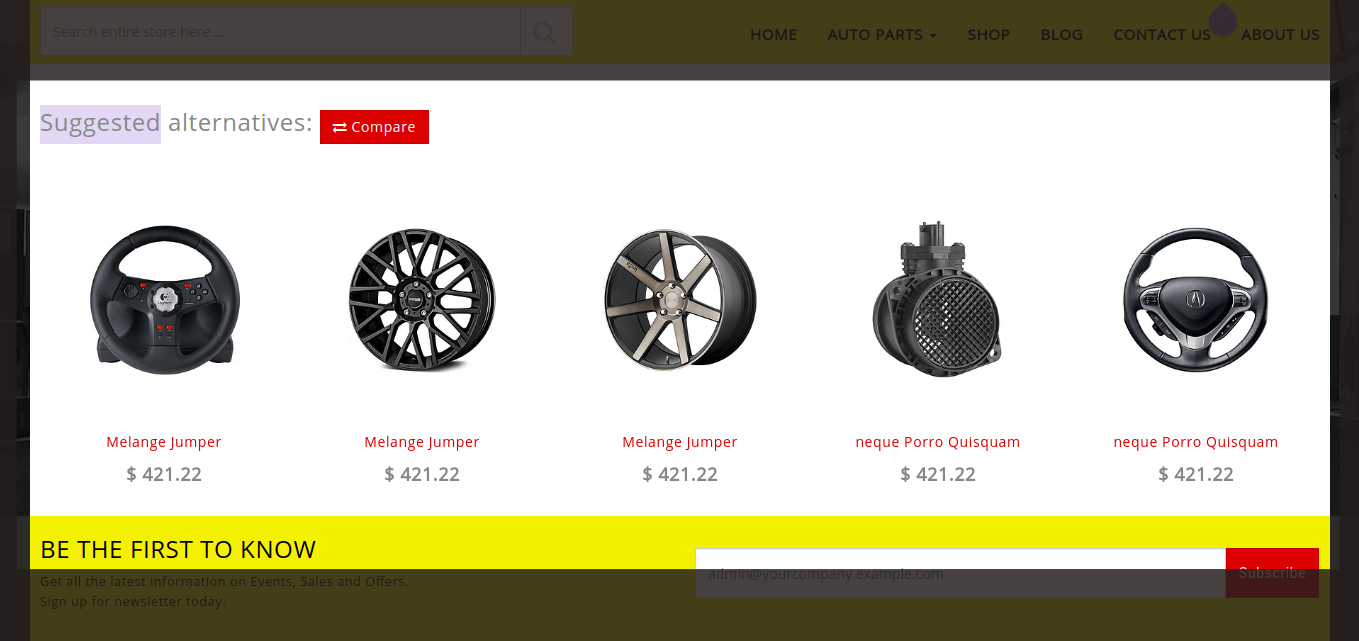 Search entire store here ...
HOME AUTO PARTS SHOP BLOG CONTACT US ABOUT US
Suggested alternatives: Compare
Melange Jumper
$ 421.22
Melange Jumper
$ 421.22
Melange Jumper
$ 421.22
neque Porro Quisquam
$ 421.22
neque Porro Quisquam
$ 421.22
BE THE FIRST TO KNOW
Get all the latest information on Events, Sales and Offers.
Sign up for newsletter today.
admin@yourcompany.example.com
Subscribe